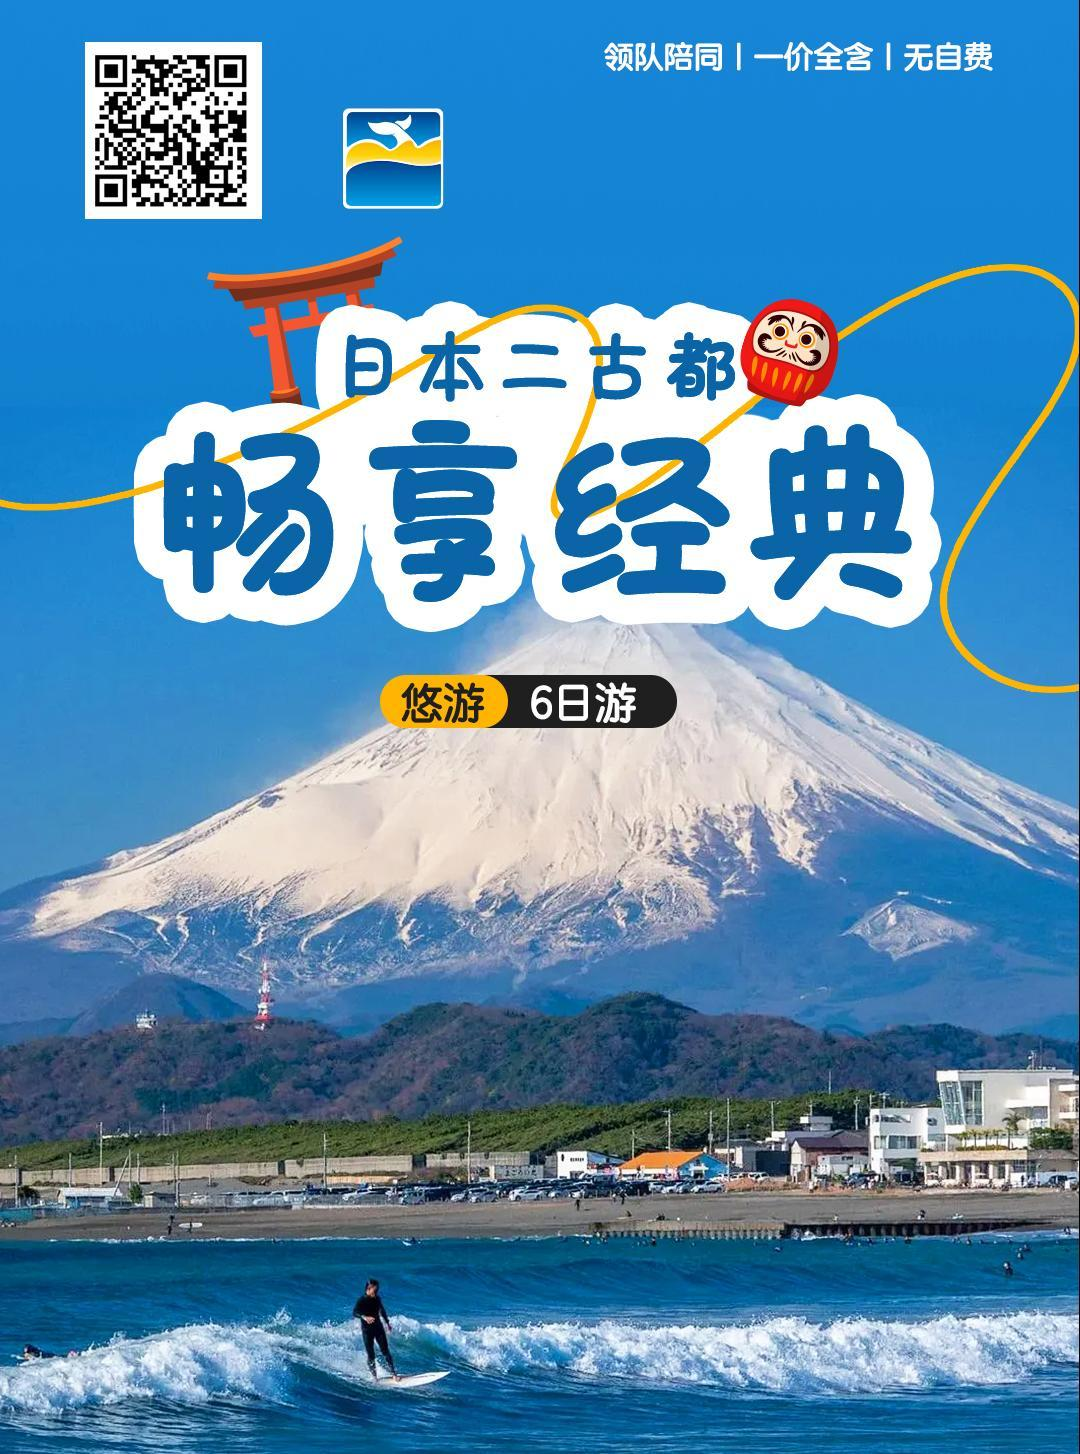 领队陪同丨一价全含丨无自费
日本二古都
畅享经典
悠游 6日游